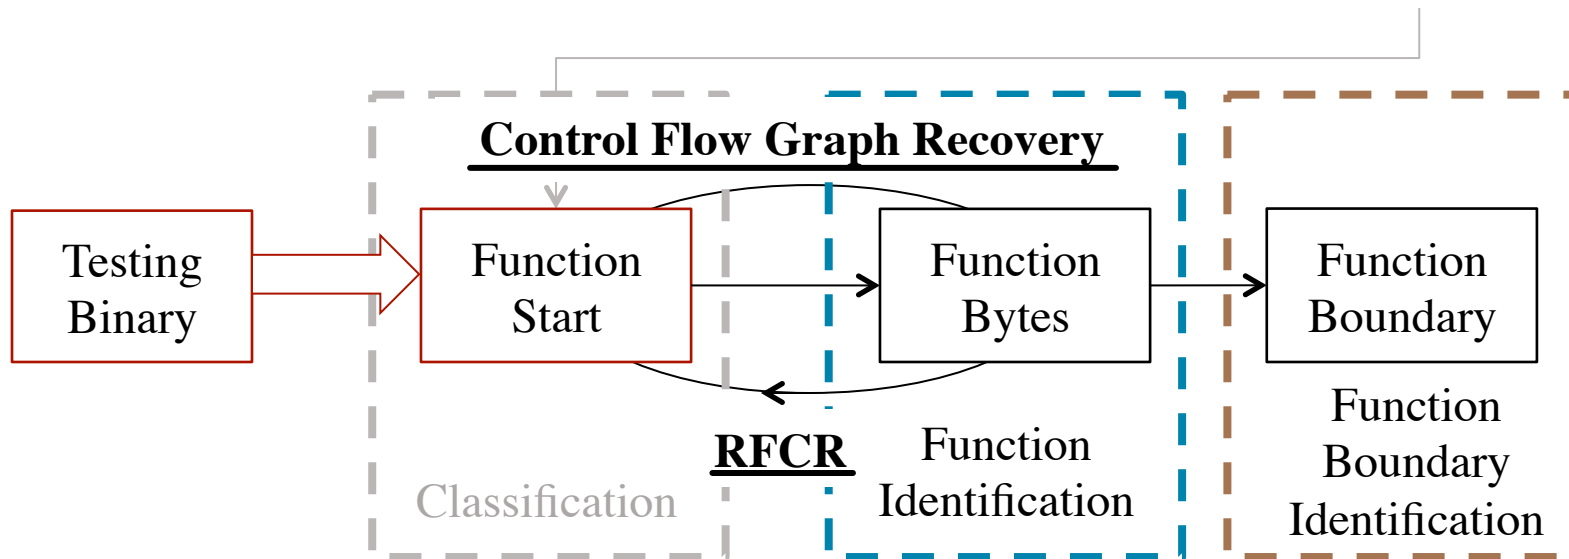 Control Flow Graph Recovery
Testing
Binary
Function
Start
Function
Bytes
Function
Boundary
RFCR
Classification
Function
Identification
Function
Boundary
Identification